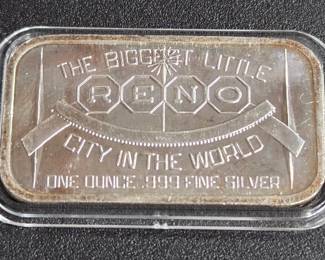 THE BIGGEST LITTLE
RENO
CITY IN THE WORLD
ONE OUNCE .999 FINE SILVER